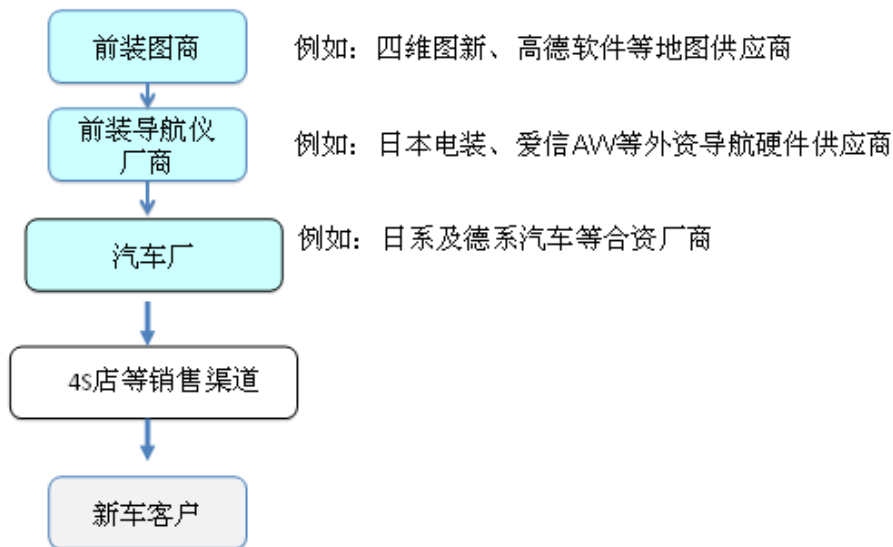 前装图商
例如：四维图新、高德软件等地图供应商
前装导航仪
厂商
例如：日本电装、爱信AW等外资导航硬件供应商
汽车厂
例如：日系及德系汽车等合资厂商
4S店等销售渠道
新车客户